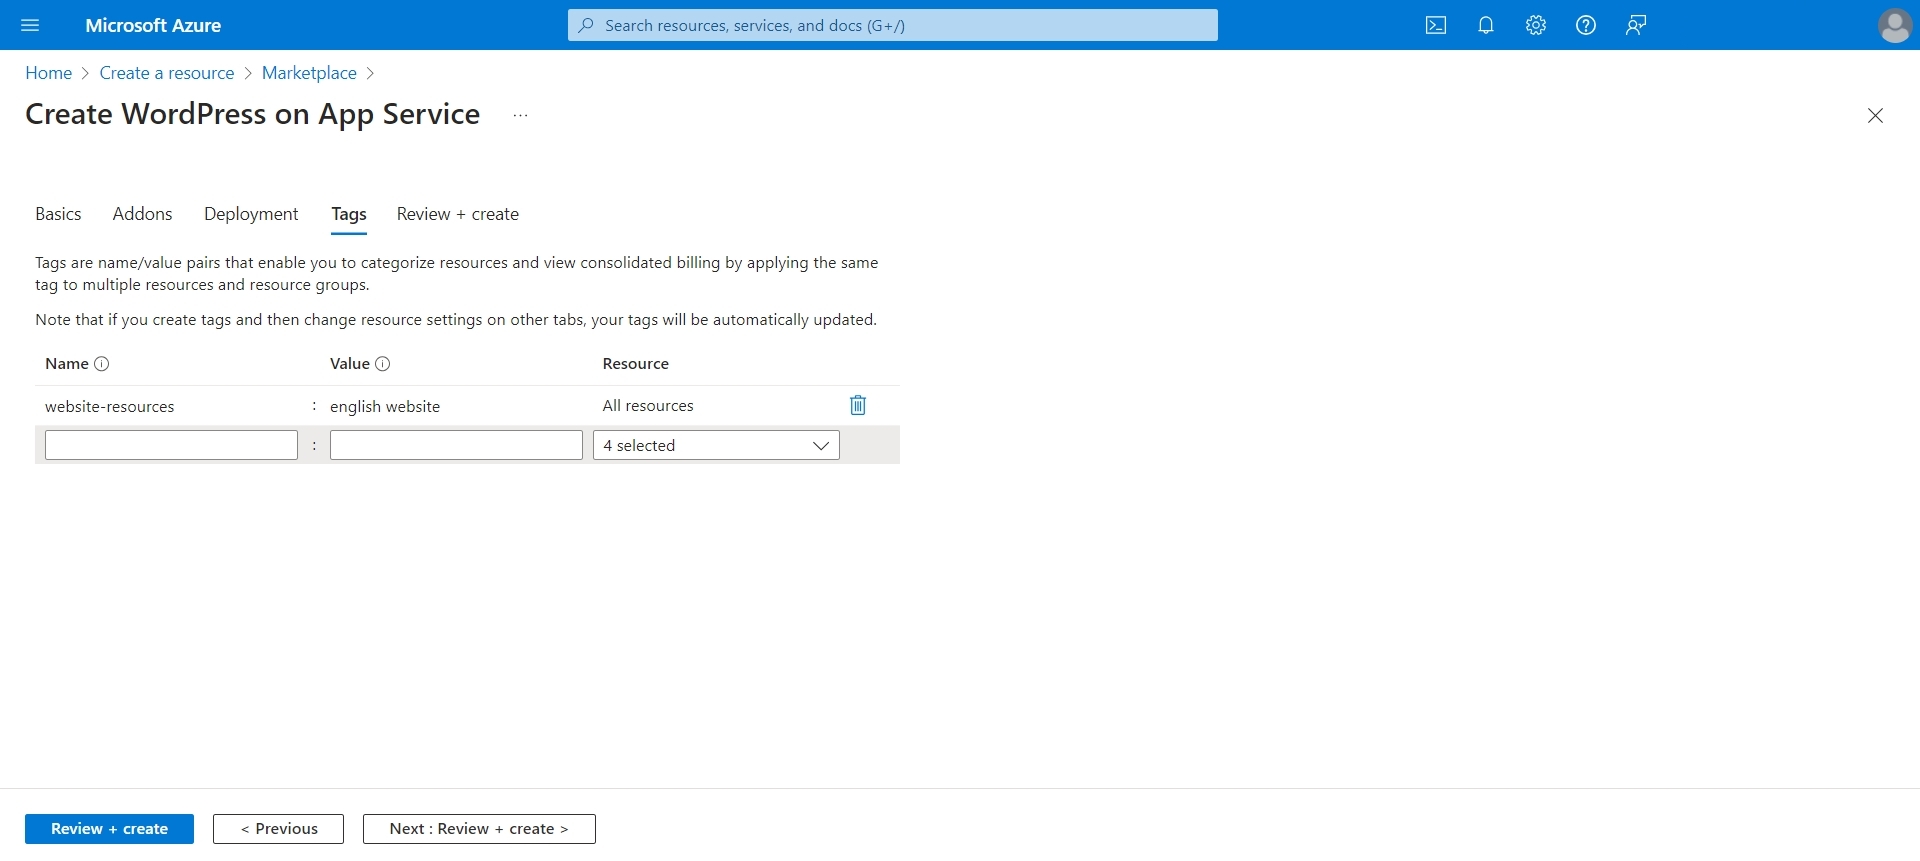 Microsoft Azure
Search resources, services, and docs (G+/)
Home > Create a resource > Marketplace >
Create WordPress on App Service ...
Basics Addons Deployment Tags Review + create
Tags are name/value pairs that enable you to categorize resources and view consolidated billing by applying the same
tag to multiple resources and resource groups.
Note that if you create tags and then change resource settings on other tabs, your tags will be automatically updated.
Name Value Resource
website-resources : english website All resources
: 4 selected
Review + create < Previous Next : Review + create >